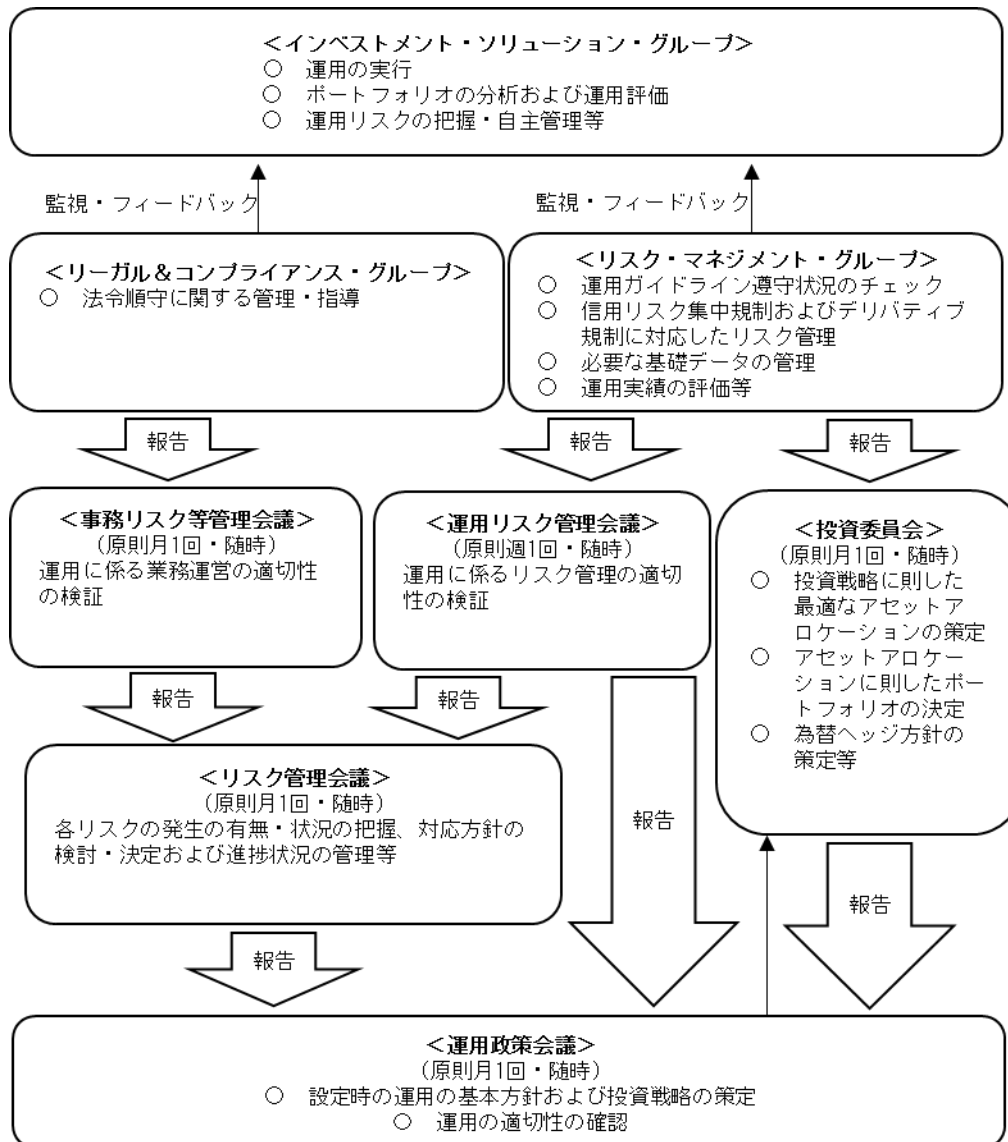 ＜インベストメント・ソリューション・グループ＞
○ 運用の実行
○ ポートフォリオの分析および運用評価
○ 運用リスクの把握・自主管理等
監視・フィードバック
監視・フィードバック
＜リーガル＆コンプライアンス・グループ＞
○ 法令順守に関する管理・指導
＜リスク・マネジメント・グループ＞
○ 運用ガイドライン遵守状況のチェック
○ 信用リスク集中規制およびデリバティブ
規制に対応したリスク管理
○ 必要な基礎データの管理
○ 運用実績の評価等
報告
報告
報告
＜事務リスク等管理会議＞
（原則月1回・随時）
運用に係る業務運営の適切性
の検証
＜運用リスク管理会議＞
（原則週1回・随時）
運用に係るリスク管理の適切
性の検証
＜投資委員会＞
（原則月1回・随時）
○ 投資戦略に則した
最適なアセットア
ロケーションの策定
○ アセットアロケー
ションに則したポー
トフォリオの決定
○ 為替ヘッジ方針の
策定等
報告
報告
＜リスク管理会議＞
（原則月1回・随時）
各リスクの発生の有無・状況の把握、対応方針の
検討・決定および進捗状況の管理等
報告
報告
報告
＜運用政策会議＞
（原則月1回・随時）
○ 設定時の運用の基本方針および投資戦略の策定
○ 運用の適切性の確認